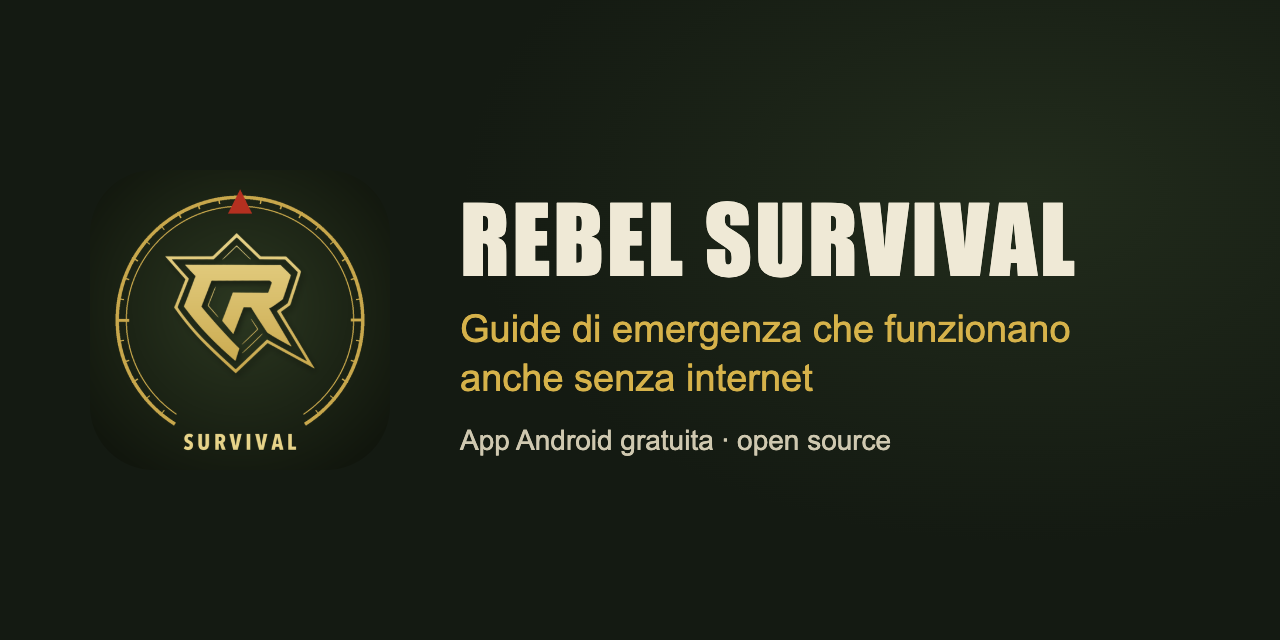 SURVIVAL
REBEL SURVIVAL
Guide di emergenza che funzionano
anche senza internet
App Android gratuita · open source